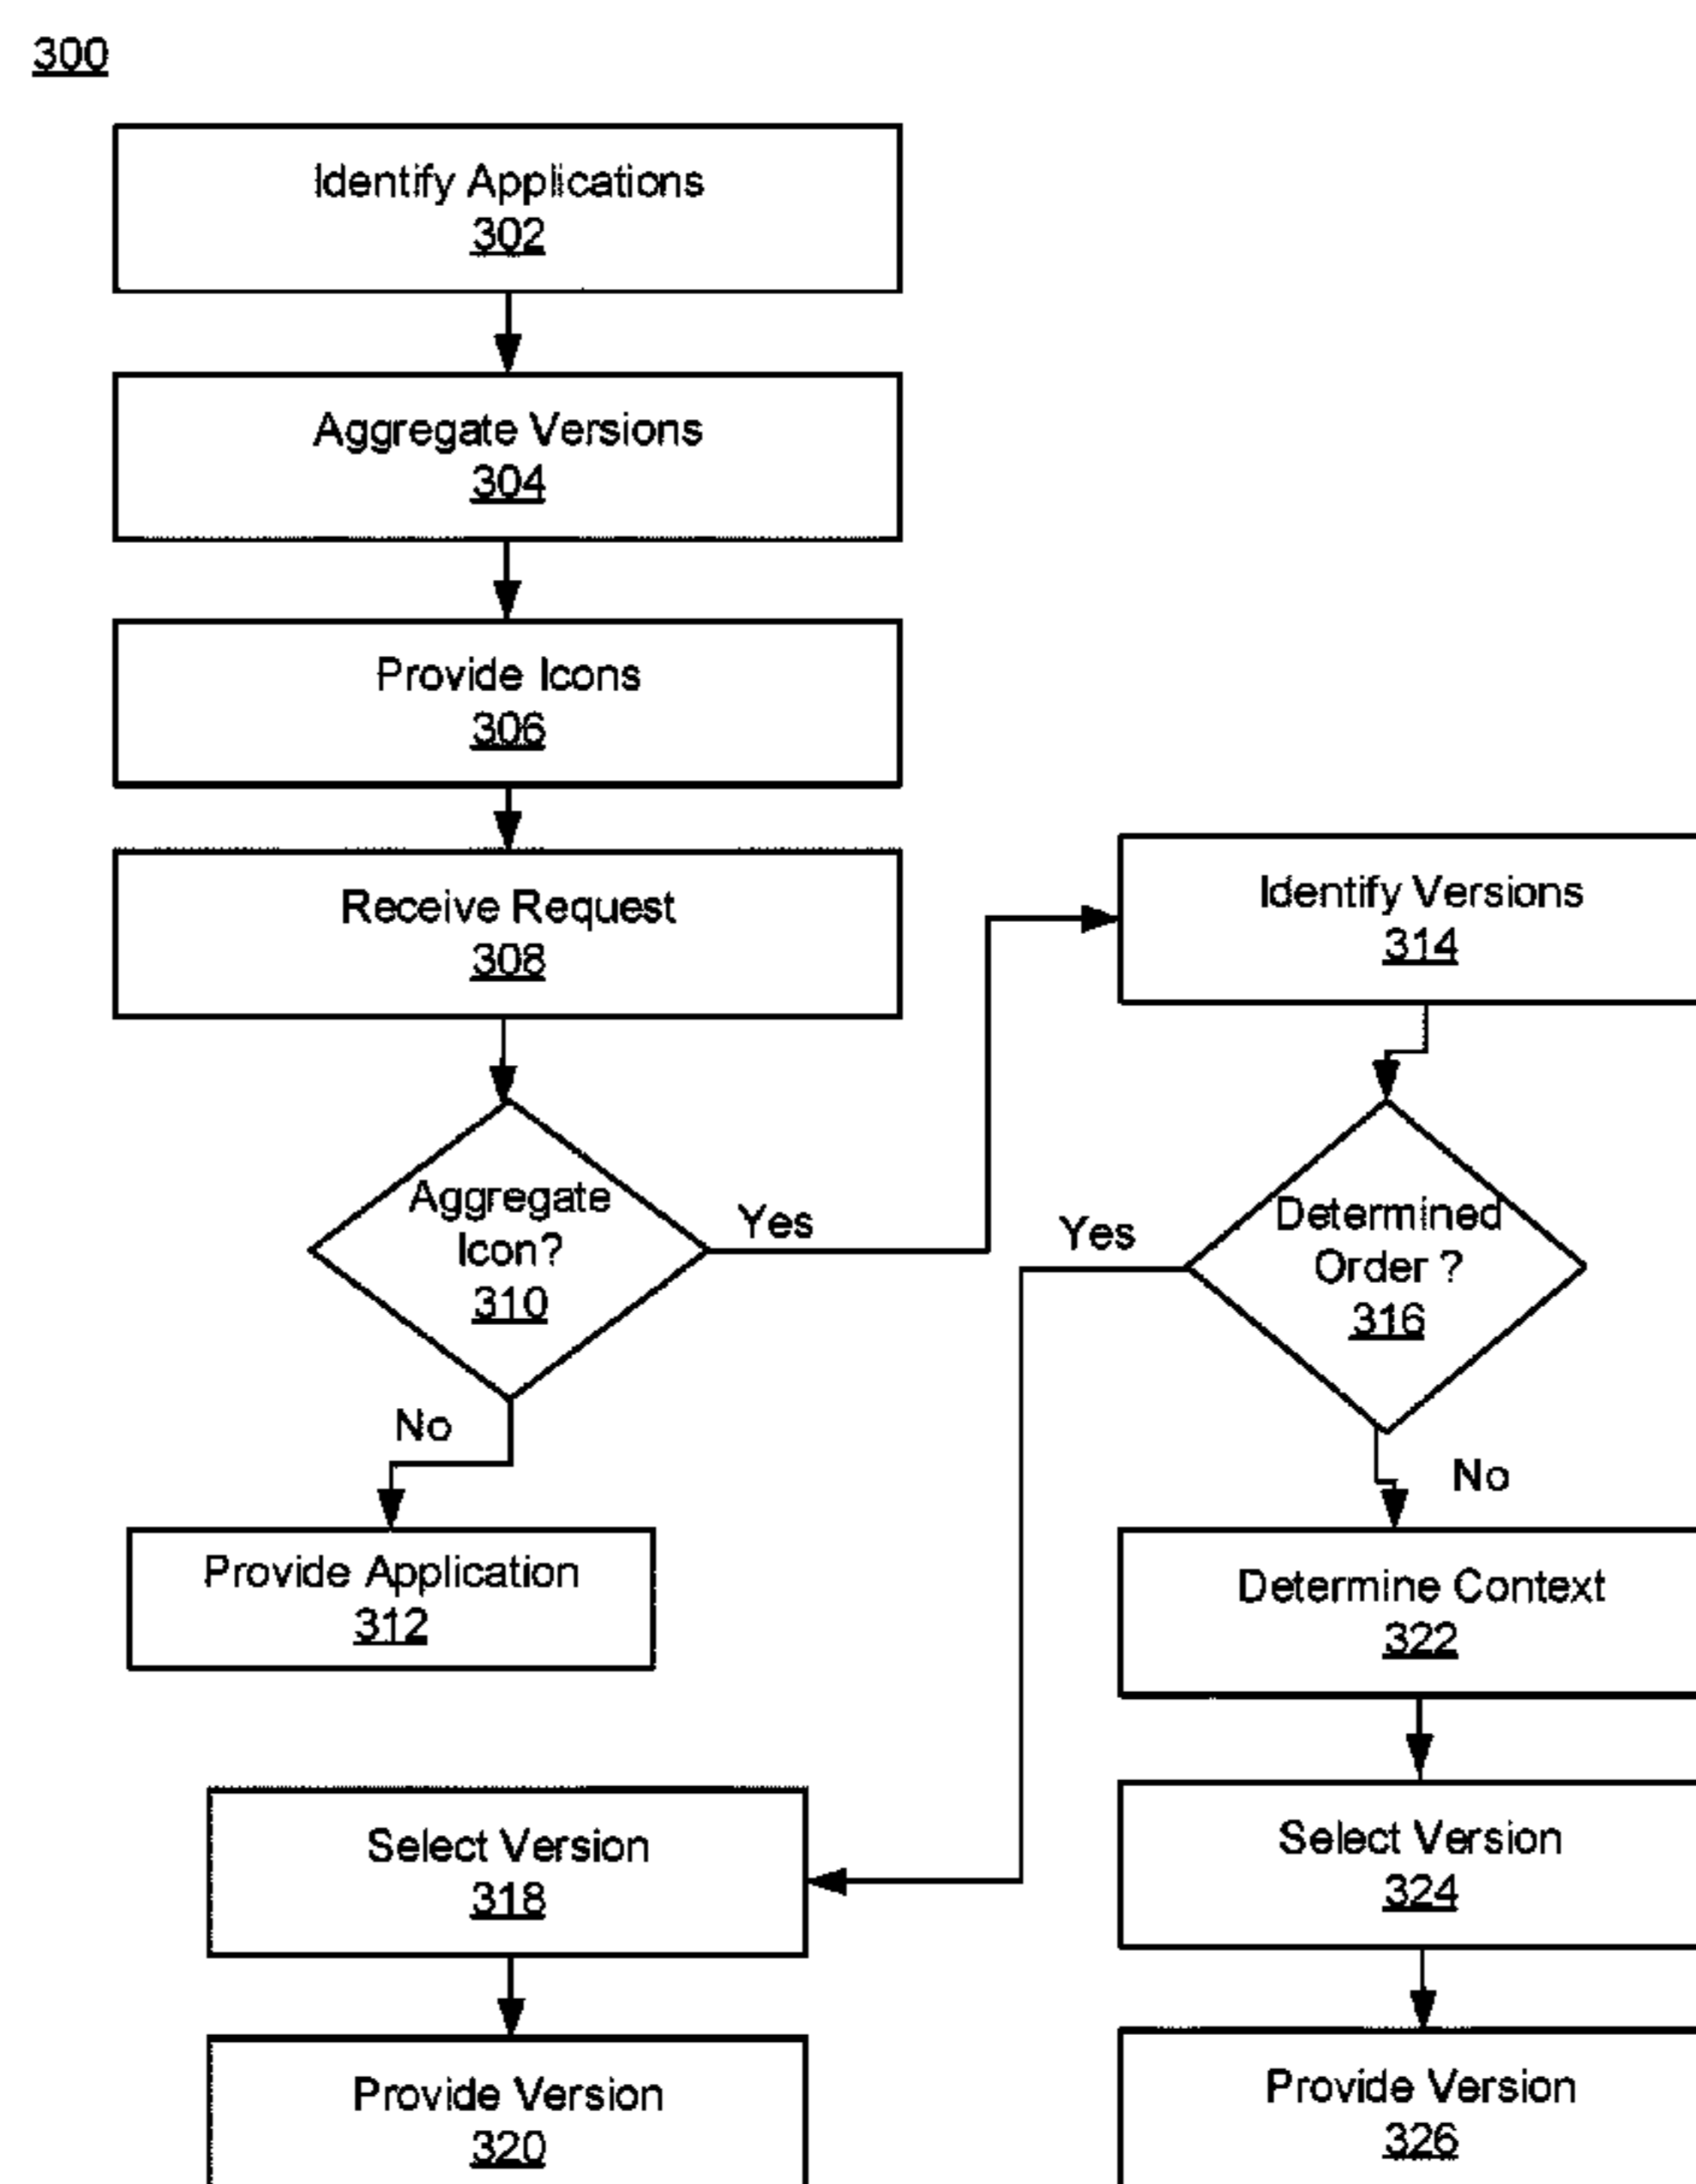 300
Identify Applications
302
Aggregate Versions
304
Provide Icons
306
Receive Request
308
Aggregate
Icon?
310
Yes
No
Provide Application
312
Identify Versions
314
Determined
Order ?
316
Yes
No
Select Version
318
Provide Version
320
Determine Context
322
Select Version
324
Provide Version
326